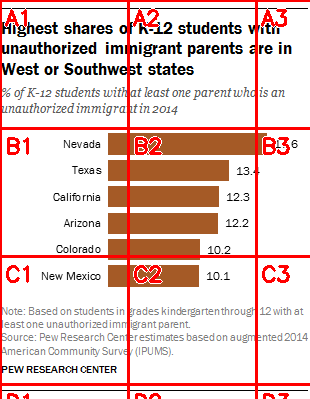 A1 A2 A3
Highest shares of K-12 students with
unauthorized immigrant parents are in
West or Southwest states
% of K-12 students with at least one parent who is an
unauthorized immigrant in 2014
B1 B2 B3
Nevada
Texas 13.4
California 12.3
Arizona 12.2
Colorado 10.2
C1 C2 C3
New Mexico 10.1
Note: Based on students in grades kindergarten through 12 with at
least one unauthorized immigrant parent.
Source: Pew Research Center estimates based on augmented 2014
American Community Survey (IPUMS).
PEW RESEARCH CENTER